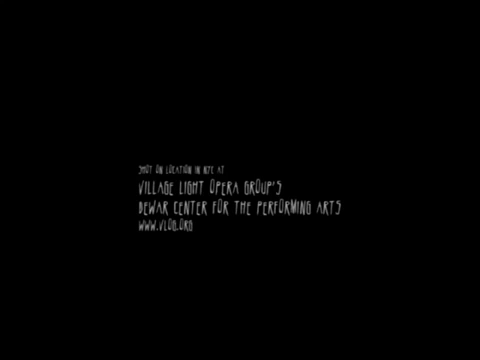 SHOT ON LOCATION IN NYC AT
VILLAGE LIGHT OPERA GROUP'S
DEWAR CENTER FOR THE PERFORMING ARTS
WWW.VLOG.ORG